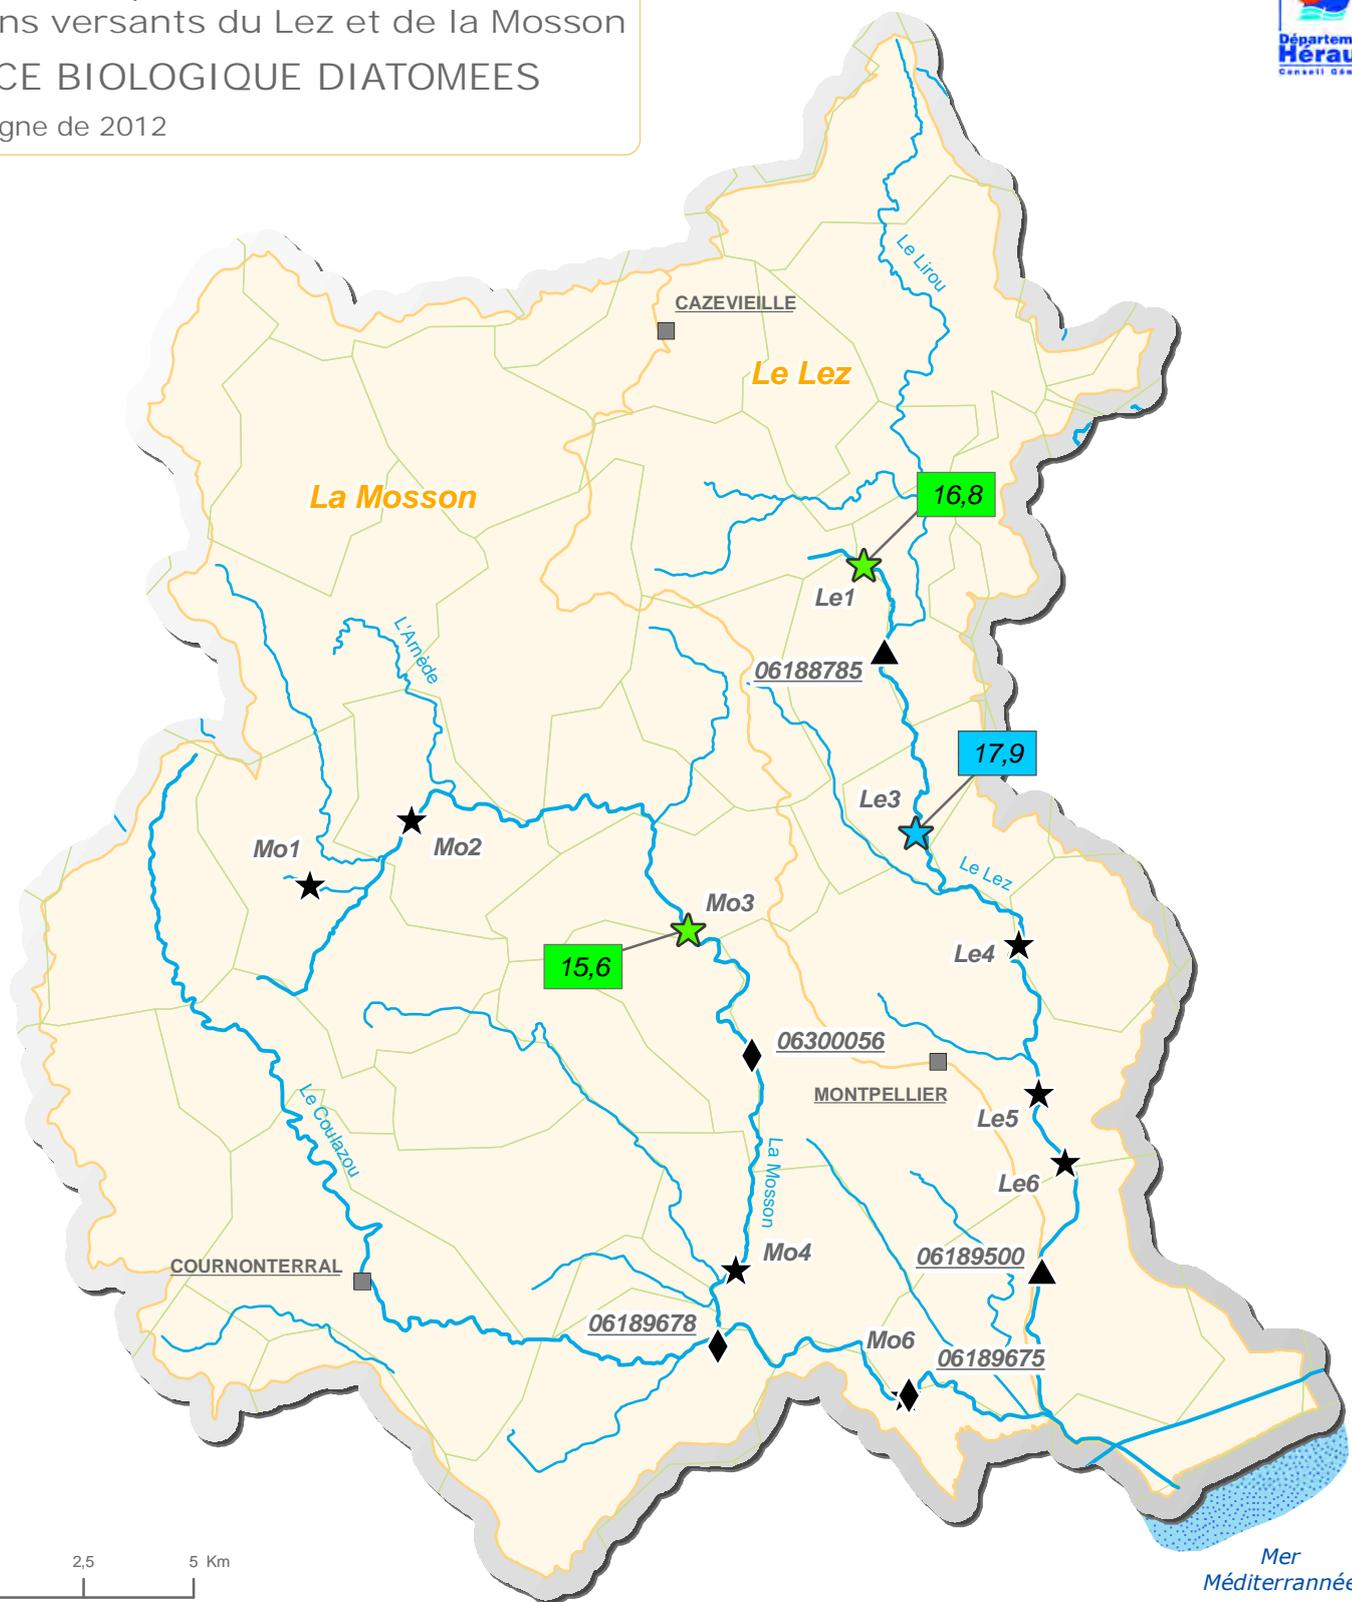 ns versants du Lez et de la Mosson
CE BIOLOGIQUE DIATOMEES
gne de 2012
Départem
Hérau
Conseil Gén
Le Lirou
CAZEVIEILLE
Le Lez
16,8
La Mosson
Le1
L'Arnède
06188785
17,9
Le3
Mo1
Mo2
Le Lez
Mo3
Le4
15,6
06300056
MONTPELLIER
Le5
Le Coulazou
La Mosson
Le6
Mo4
06189500
COURNONTERRAL
06189678
Mo6
06189675
2,5
5 Km
Mer
Méditerrannée